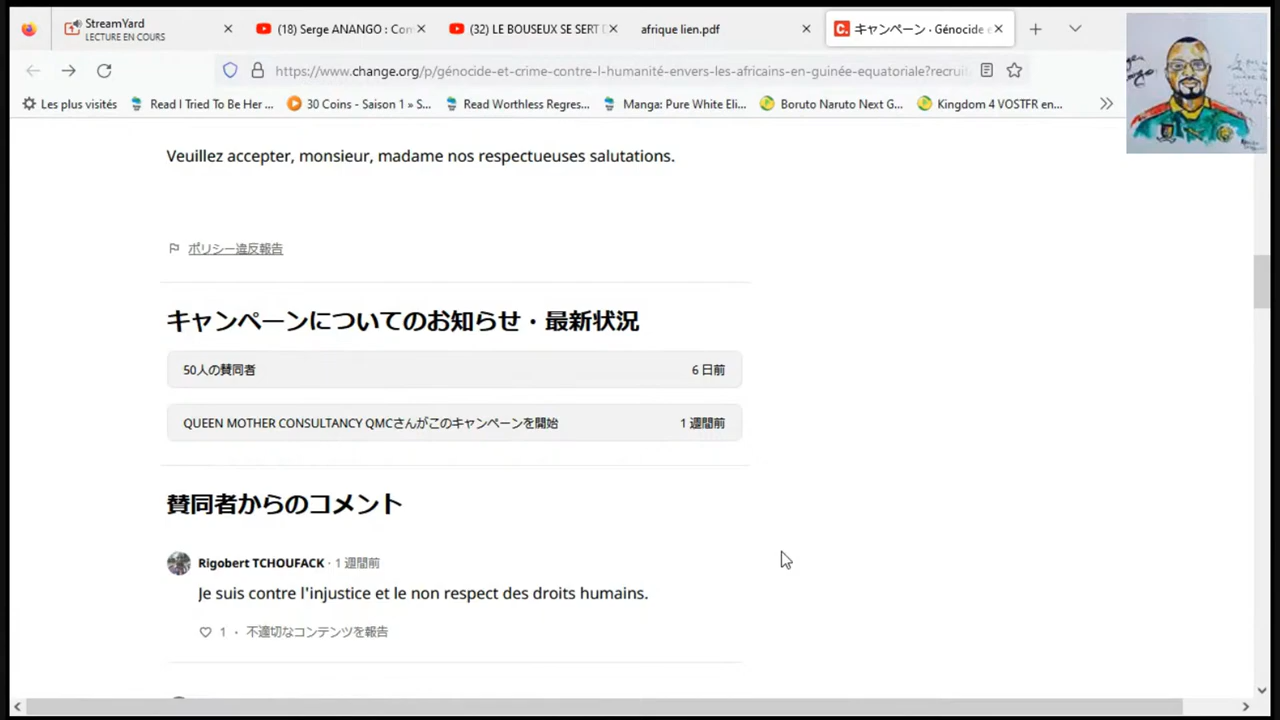 StreamYard
LECTURE EN COURS
(18) Serge ANANGO : Con
(32) LE BOUSEUX SE SERT D
afrique lien.pdf
キャンペーン · Génocide e
https://www.change.org/p/génocide-et-crime-contre-l-humanité-envers-les-africains-en-guinée-equatoriale?recruit
Les plus visités
Read I Tried To Be Her ...
30 Coins - Saison 1 » S...
Read Worthless Regres...
Manga: Pure White Eli...
Boruto Naruto Next G...
Kingdom 4 VOSTFR en...
Veuillez accepter, monsieur, madame nos respectueuses salutations.
ポリシー違反報告
キャンペーンについてのお知らせ・最新状況
50人の賛同者 6 日前
QUEEN MOTHER CONSULTANCY QMCさんがこのキャンペーンを開始 1 週間前
賛同者からのコメント
Rigobert TCHOUFACK · 1 週間前
Je suis contre l'injustice et le non respect des droits humains.
1 · 不適切なコンテンツを報告